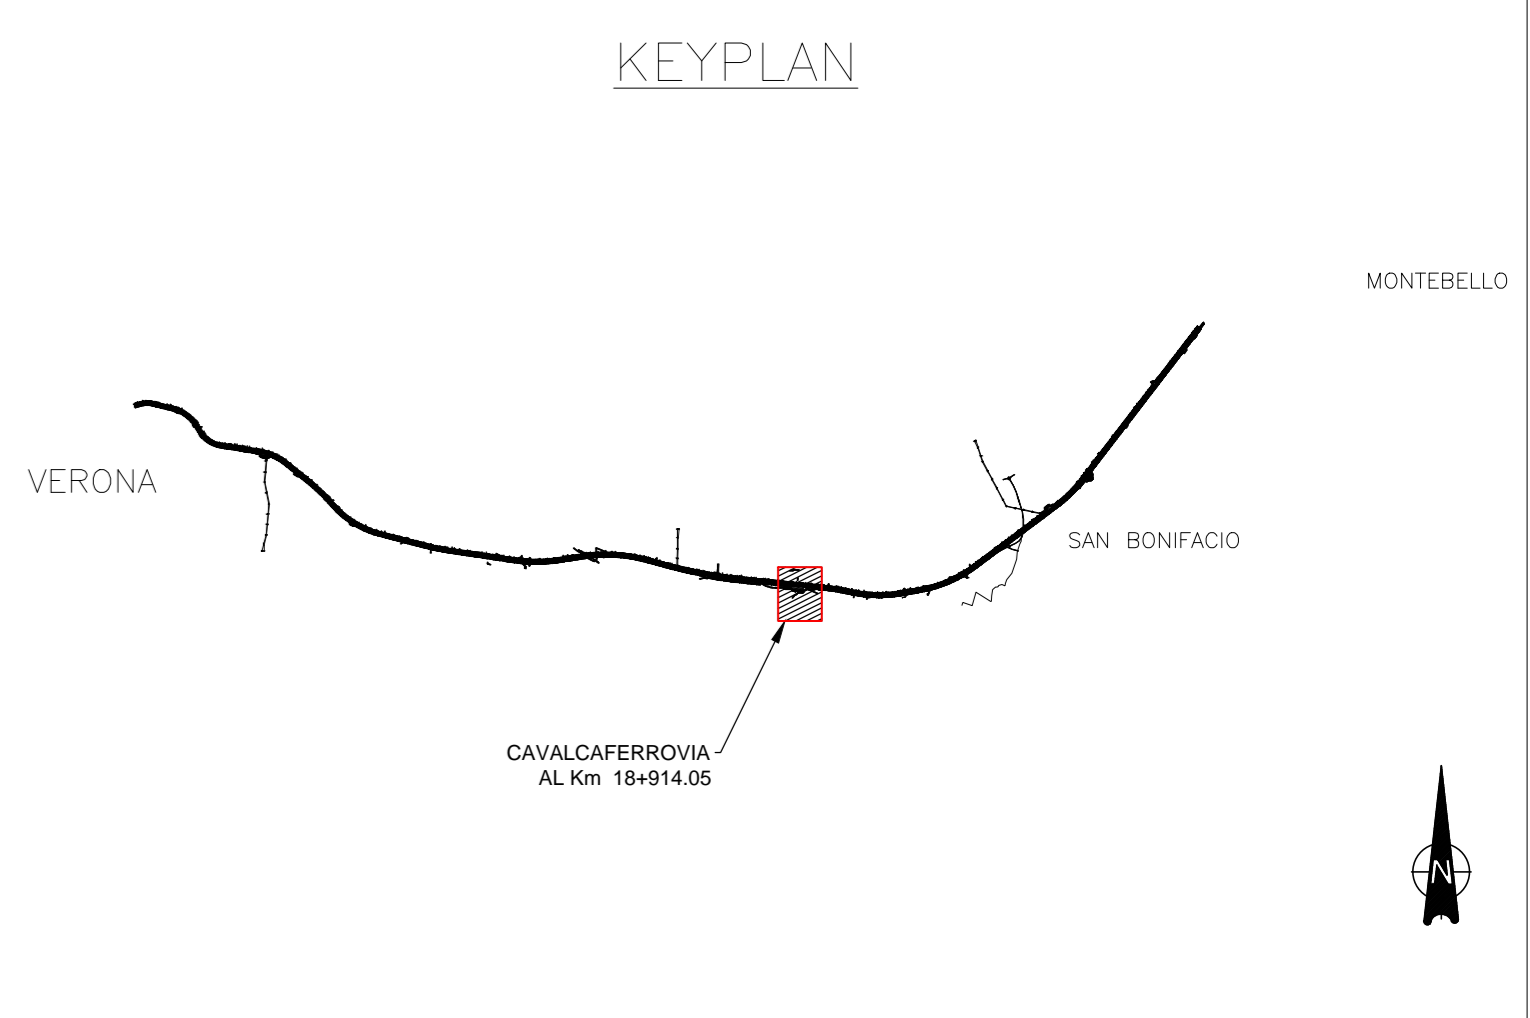 KEYPLAN
MONTEBELLO
VERONA
SAN BONIFACIO
CAVALCAFERROVIA
AL Km 18+914.05
N